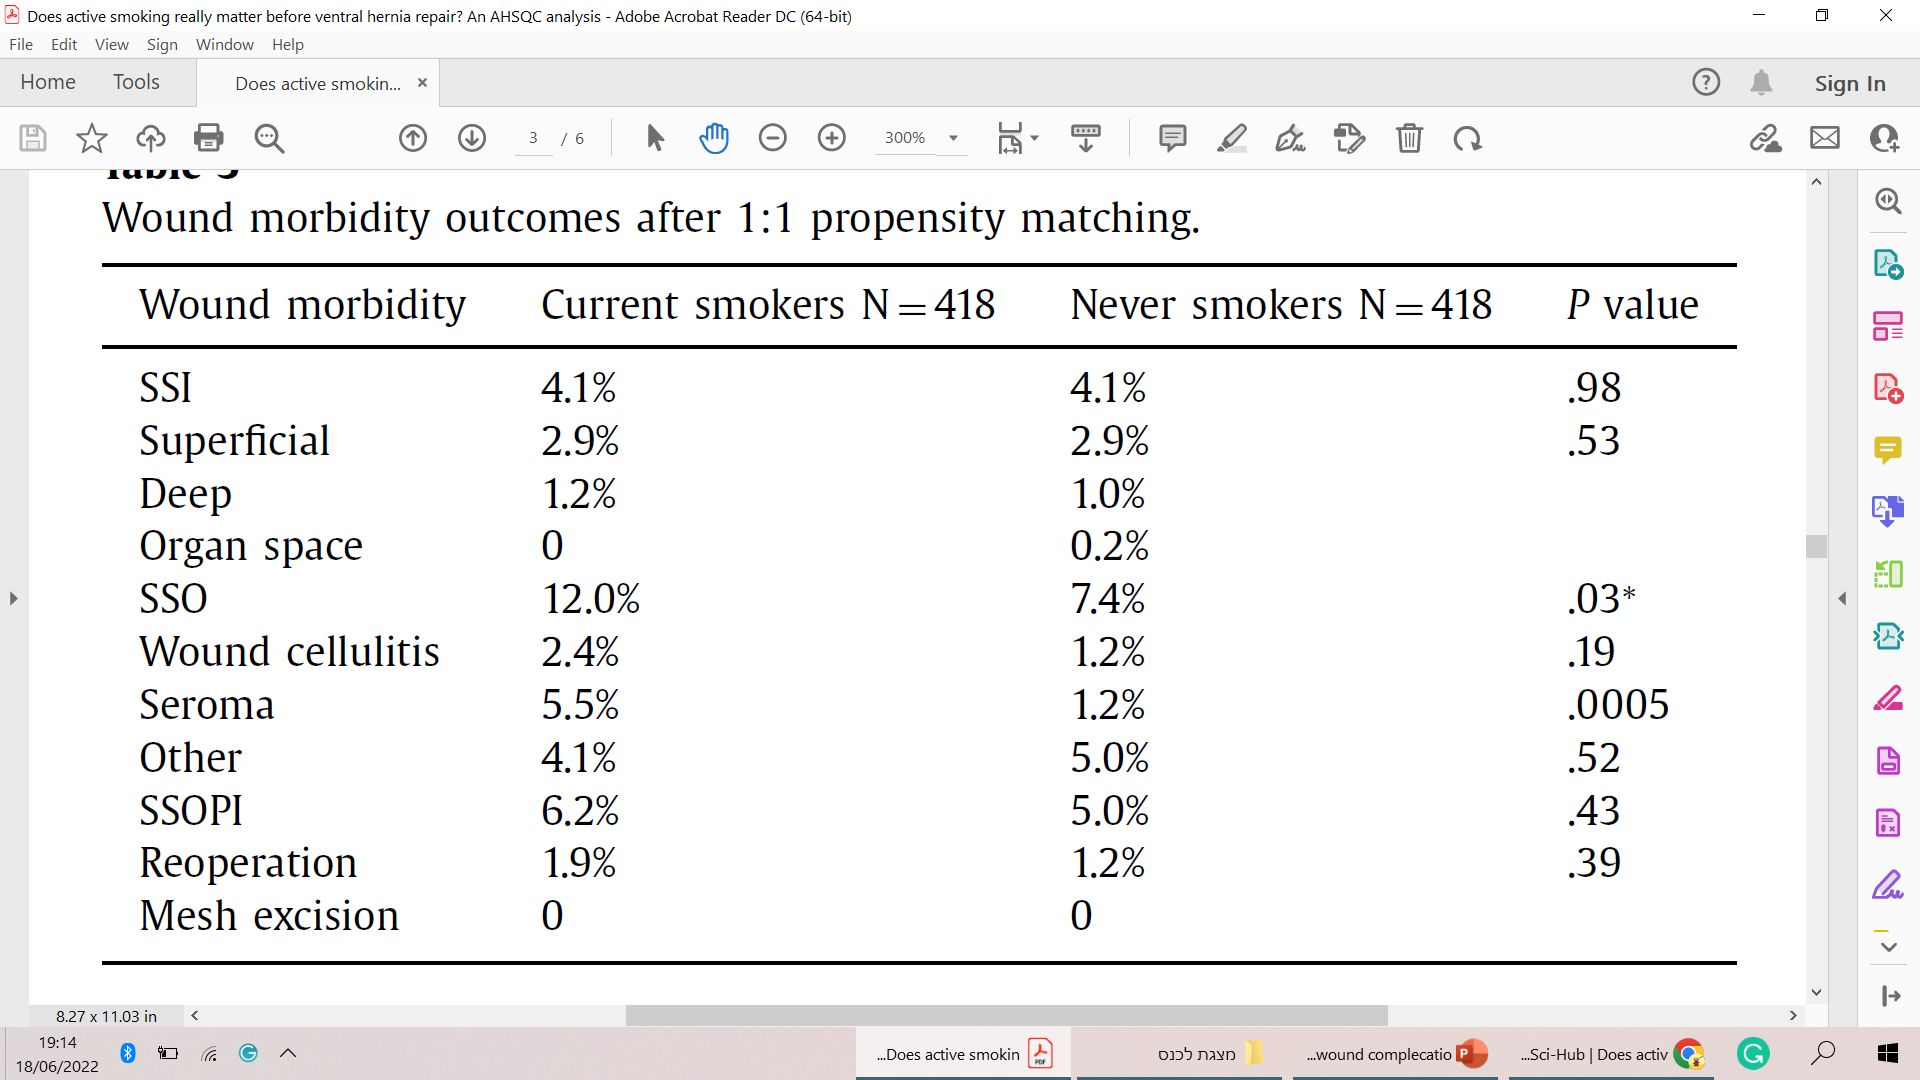 Does active smoking really matter before ventral hernia repair? An AHSQC analysis - Adobe Acrobat Reader DC (64-bit)
File Edit View Sign Window Help
Home Tools Does active smokin... × Sign In
3 / 6 300%
Table 3
Wound morbidity outcomes after 1:1 propensity matching.
Wound morbidity Current smokers N = 418 Never smokers N = 418 P value
SSI 4.1% 4.1% .98
Superficial 2.9% 2.9% .53
Deep 1.2% 1.0%
Organ space 0 0.2%
SSO 12.0% 7.4% .03*
Wound cellulitis 2.4% 1.2% .19
Seroma 5.5% 1.2% .0005
Other 4.1% 5.0% .52
SSOPI 6.2% 5.0% .43
Reoperation 1.9% 1.2% .39
Mesh excision 0 0
8.27 x 11.03 in
19:14
18/06/2022
...Does active smokin
מצגת לכנס
...wound complecatio
...Sci-Hub | Does activ